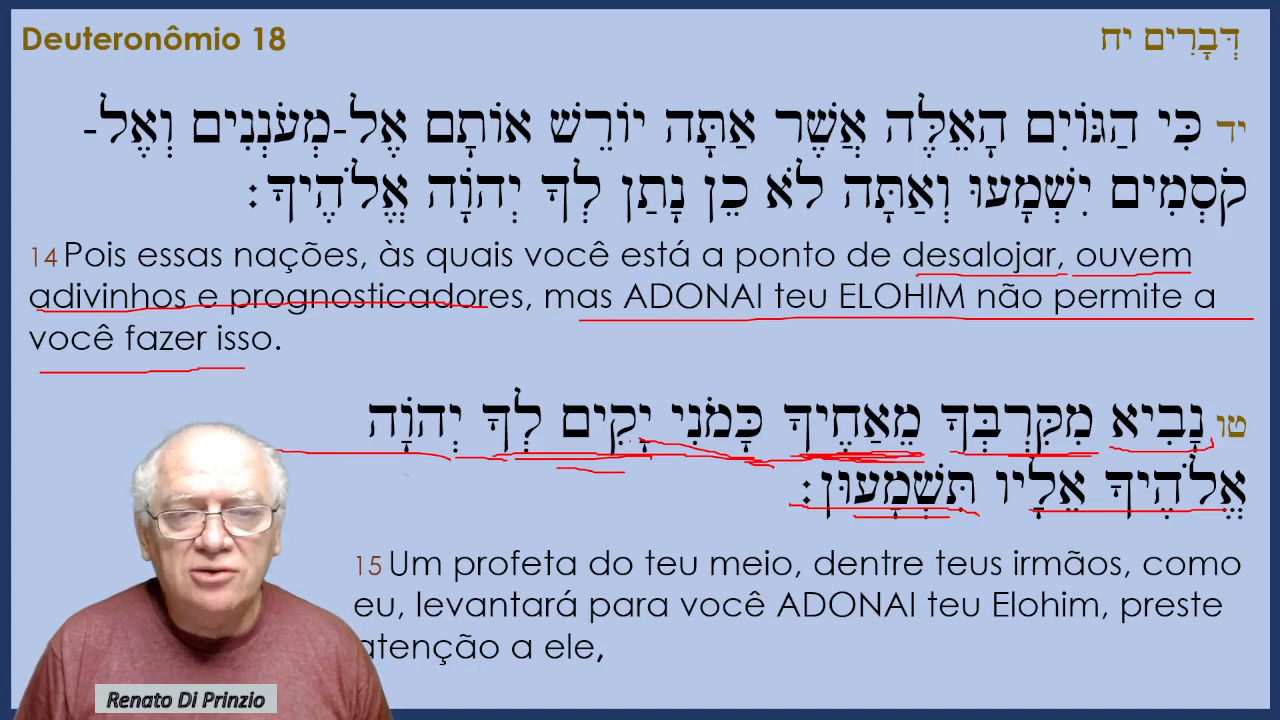 Deuteronômio 18
דְּבָרִים יח
יד כִּי הַגּוֹיִם הָאֵלֶּה אֲשֶׁר אַתָּה יוֹרֵשׁ אוֹתָם אֶל-מְעֹנְנִים וְאֶל-
קֹסְמִים יִשְׁמָעוּ וְאַתָּה לֹא כֵן נָתַן לְךָ יְהוָֹה אֱלֹהֶיךָ:
14 Pois essas nações, às quais você está a ponto de desalojar, ouvem
adivinhos e prognosticadores, mas ADONAI teu ELOHIM não permite a
você fazer isso.
טו נָבִיא מִקִּרְבְּךָ מֵאַחֶיךָ כָּמֹנִי יָקִים לְךָ יְהוָֹה
אֱלֹהֶיךָ אֵלָיו תִּשְׁמָעוּן:
15 Um profeta do teu meio, dentre teus irmãos, como
eu, levantará para você ADONAI teu Elohim, preste
atenção a ele,
Renato Di Prinzio